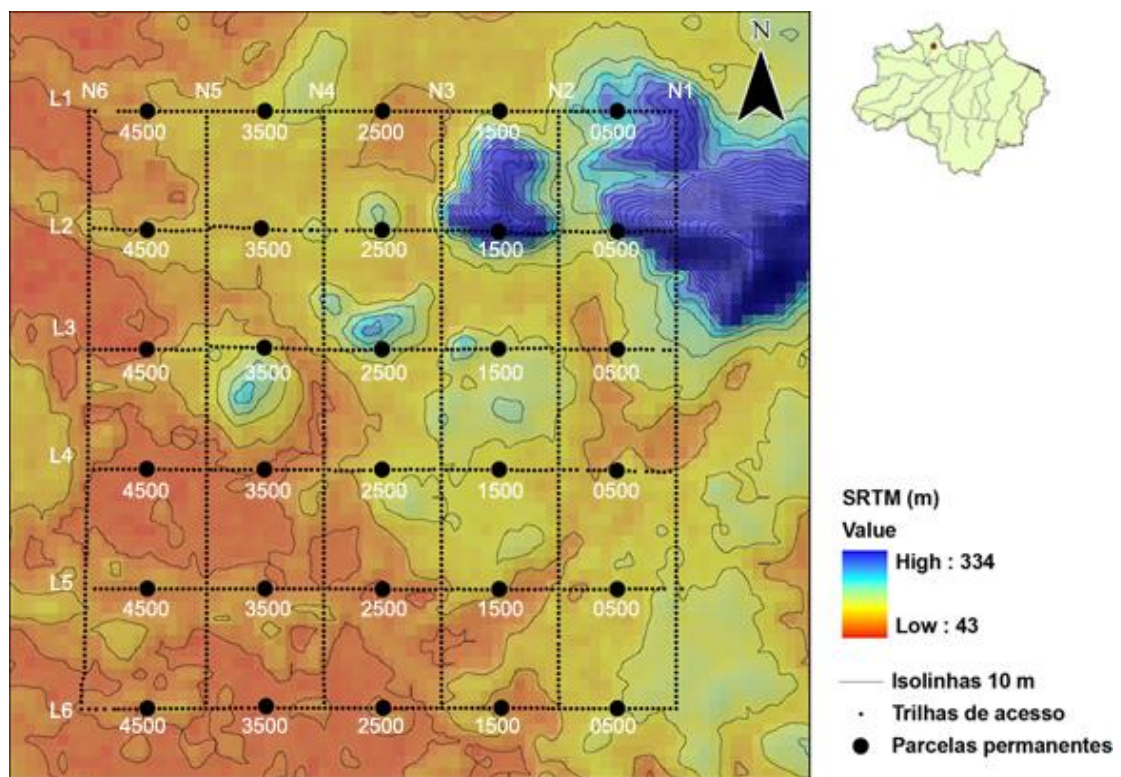 N
N6 N5 N4 N3 N2 N1
L1
4500 3500 2500 1500 0500
L2
4500 3500 2500 1500 0500
L3
4500 3500 2500 1500 0500
L4
4500 3500 2500 1500 0500
L5
4500 3500 2500 1500 0500
L6
4500 3500 2500 1500 0500
SRTM (m)
Value
High : 334
Low : 43
Isolinhas 10 m
Trilhas de acesso
Parcelas permanentes